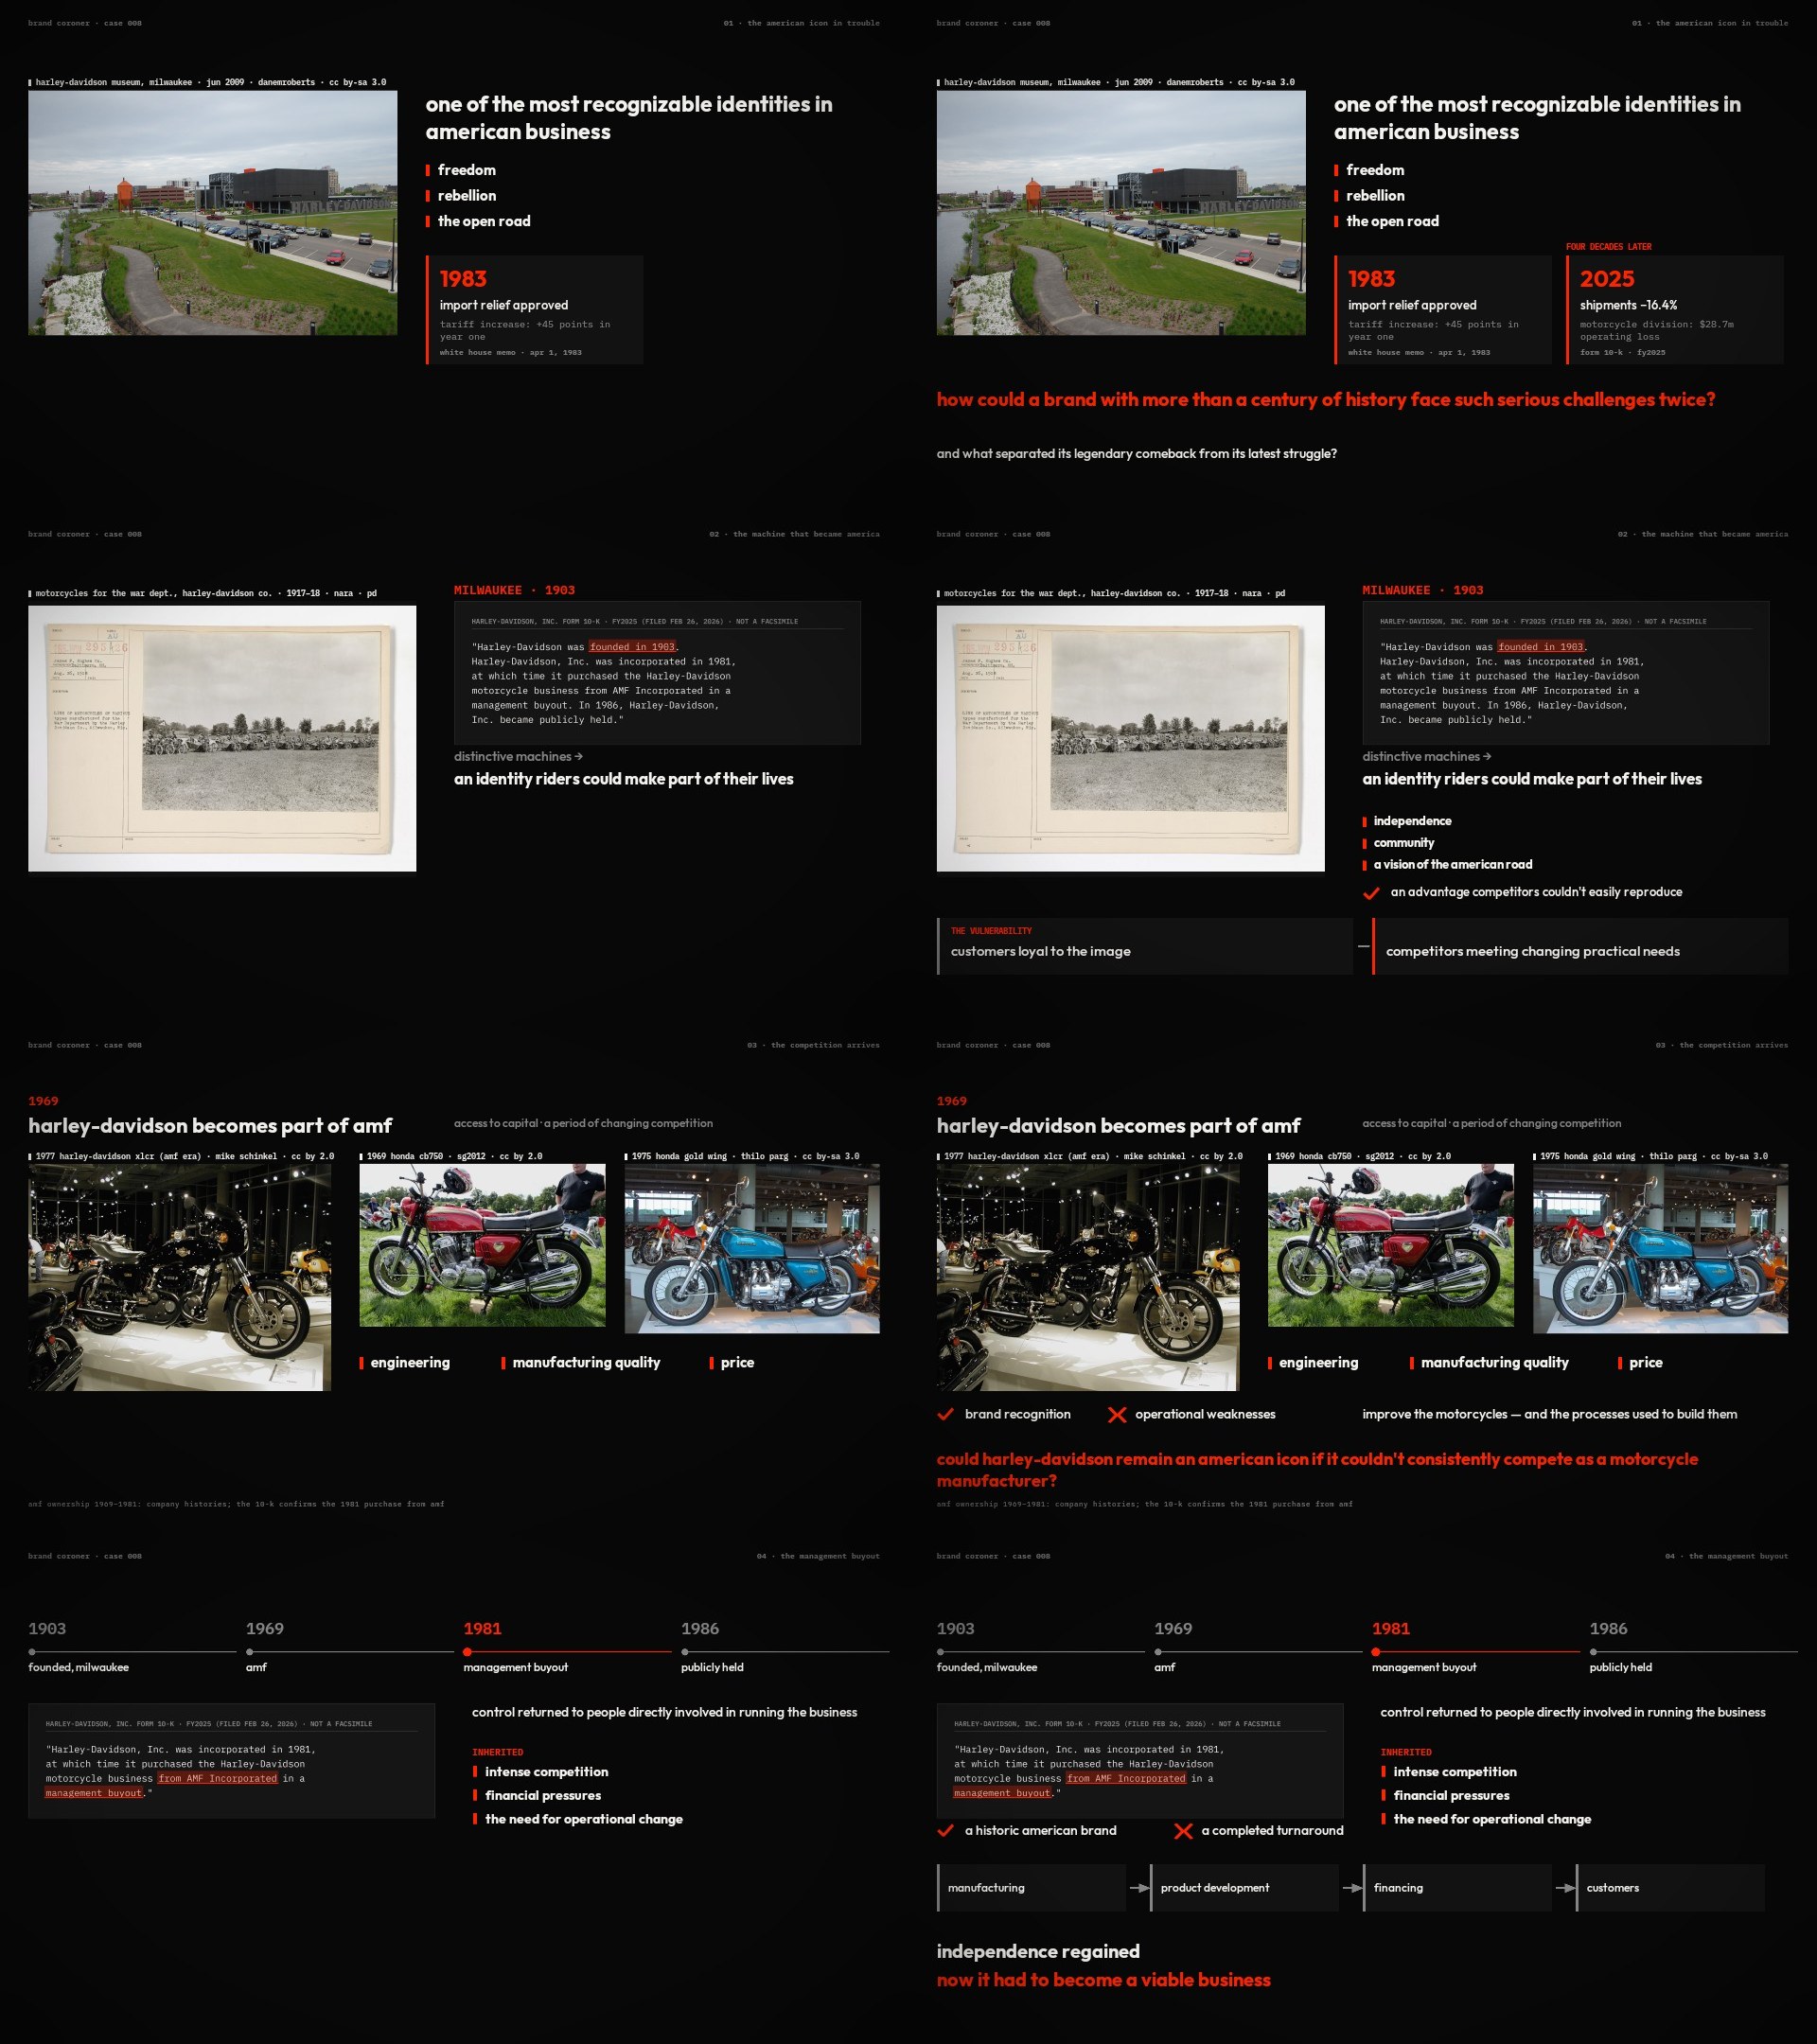 brand coroner · case 008
01 · the american icon in trouble
harley-davidson museum, milwaukee · jun 2009 · danemroberts · cc by-sa 3.0
HARLEY-DAVIDSON
one of the most recognizable identities in
american business
freedom
rebellion
the open road
1983
import relief approved
tariff increase: +45 points in
year one
white house memo · apr 1, 1983
brand coroner · case 008
01 · the american icon in trouble
harley-davidson museum, milwaukee · jun 2009 · danemroberts · cc by-sa 3.0
HARLEY-DAVIDSON
one of the most recognizable identities in
american business
freedom
rebellion
the open road
1983
import relief approved
tariff increase: +45 points in
year one
white house memo · apr 1, 1983
FOUR DECADES LATER
2025
shipments −16.4%
motorcycle division: $28.7m
operating loss
form 10-k · fy2025
how could a brand with more than a century of history face such serious challenges twice?
and what separated its legendary comeback from its latest struggle?
brand coroner · case 008
02 · the machine that became america
motorcycles for the war dept., harley-davidson co. · 1917–18 · nara · pd
MILWAUKEE · 1903
HARLEY-DAVIDSON, INC. FORM 10-K · FY2025 (FILED FEB 26, 2026) · NOT A FACSIMILE
"Harley-Davidson was founded in 1903.
Harley-Davidson, Inc. was incorporated in 1981,
at which time it purchased the Harley-Davidson
motorcycle business from AMF Incorporated in a
management buyout. In 1986, Harley-Davidson,
Inc. became publicly held."
distinctive machines →
an identity riders could make part of their lives
brand coroner · case 008
02 · the machine that became america
motorcycles for the war dept., harley-davidson co. · 1917–18 · nara · pd
MILWAUKEE · 1903
HARLEY-DAVIDSON, INC. FORM 10-K · FY2025 (FILED FEB 26, 2026) · NOT A FACSIMILE
"Harley-Davidson was founded in 1903.
Harley-Davidson, Inc. was incorporated in 1981,
at which time it purchased the Harley-Davidson
motorcycle business from AMF Incorporated in a
management buyout. In 1986, Harley-Davidson,
Inc. became publicly held."
distinctive machines →
an identity riders could make part of their lives
independence
community
a vision of the american road
an advantage competitors couldn't easily reproduce
THE VULNERABILITY
customers loyal to the image
competitors meeting changing practical needs
brand coroner · case 008
03 · the competition arrives
1969
harley-davidson becomes part of amf
access to capital · a period of changing competition
1977 harley-davidson xlcr (amf era) · mike schinkel · cc by 2.0
1969 honda cb750 · sg2012 · cc by 2.0
1975 honda gold wing · thilo parg · cc by-sa 3.0
engineering
manufacturing quality
price
amf ownership 1969–1981: company histories; the 10-k confirms the 1981 purchase from amf
brand coroner · case 008
03 · the competition arrives
1969
harley-davidson becomes part of amf
access to capital · a period of changing competition
1977 harley-davidson xlcr (amf era) · mike schinkel · cc by 2.0
1969 honda cb750 · sg2012 · cc by 2.0
1975 honda gold wing · thilo parg · cc by-sa 3.0
engineering
manufacturing quality
price
brand recognition
operational weaknesses
improve the motorcycles — and the processes used to build them
could harley-davidson remain an american icon if it couldn't consistently compete as a motorcycle
manufacturer?
amf ownership 1969–1981: company histories; the 10-k confirms the 1981 purchase from amf
brand coroner · case 008
04 · the management buyout
1903
1969
1981
1986
founded, milwaukee
amf
management buyout
publicly held
HARLEY-DAVIDSON, INC. FORM 10-K · FY2025 (FILED FEB 26, 2026) · NOT A FACSIMILE
"Harley-Davidson, Inc. was incorporated in 1981,
at which time it purchased the Harley-Davidson
motorcycle business from AMF Incorporated in a
management buyout."
control returned to people directly involved in running the business
INHERITED
intense competition
financial pressures
the need for operational change
brand coroner · case 008
04 · the management buyout
1903
1969
1981
1986
founded, milwaukee
amf
management buyout
publicly held
HARLEY-DAVIDSON, INC. FORM 10-K · FY2025 (FILED FEB 26, 2026) · NOT A FACSIMILE
"Harley-Davidson, Inc. was incorporated in 1981,
at which time it purchased the Harley-Davidson
motorcycle business from AMF Incorporated in a
management buyout."
control returned to people directly involved in running the business
INHERITED
intense competition
financial pressures
the need for operational change
a historic american brand
a completed turnaround
manufacturing
product development
financing
customers
independence regained
now it had to become a viable business